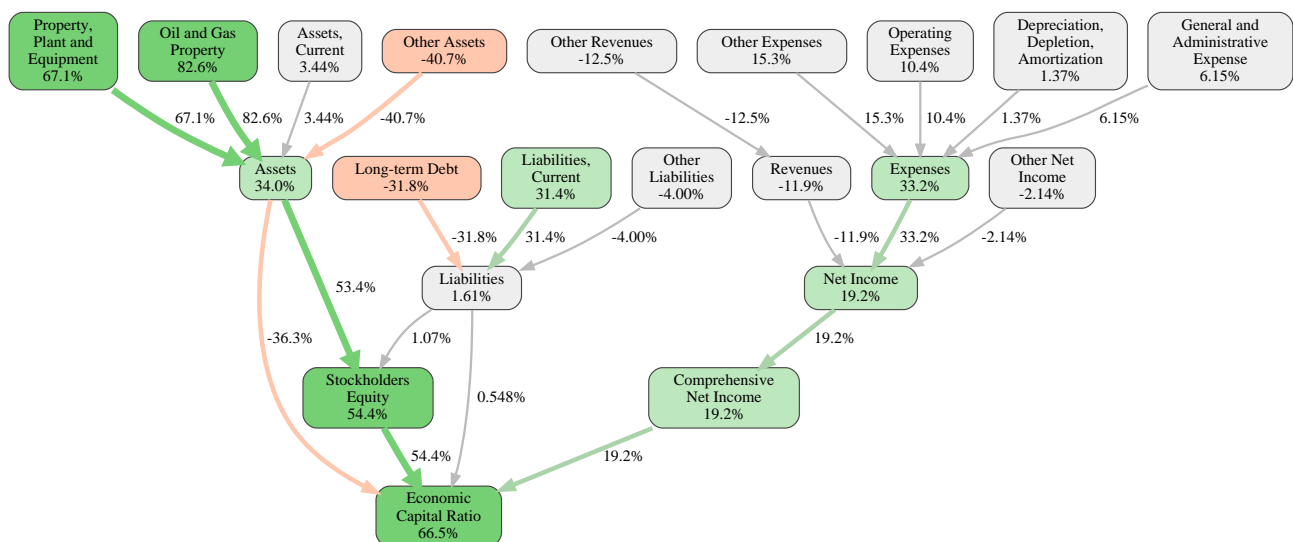 Property,
Plant and
Equipment
67.1%
Oil and Gas
Property
82.6%
Assets,
Current
3.44%
Other Assets
-40.7%
Other Revenues
-12.5%
Other Expenses
15.3%
Operating
Expenses
10.4%
Depreciation,
Depletion,
Amortization
1.37%
General and
Administrative
Expense
6.15%
67.1%
82.6%
3.44%
-40.7%
-12.5%
15.3%
10.4%
1.37%
6.15%
Assets
34.0%
Long-term Debt
-31.8%
Liabilities,
Current
31.4%
Other
Liabilities
-4.00%
Revenues
-11.9%
Expenses
33.2%
Other Net
Income
-2.14%
-31.8%
31.4%
-4.00%
-11.9%
33.2%
-2.14%
53.4%
Liabilities
1.61%
Net Income
19.2%
-36.3%
1.07%
19.2%
Stockholders
Equity
54.4%
0.548%
Comprehensive
Net Income
19.2%
54.4%
19.2%
Economic
Capital Ratio
66.5%